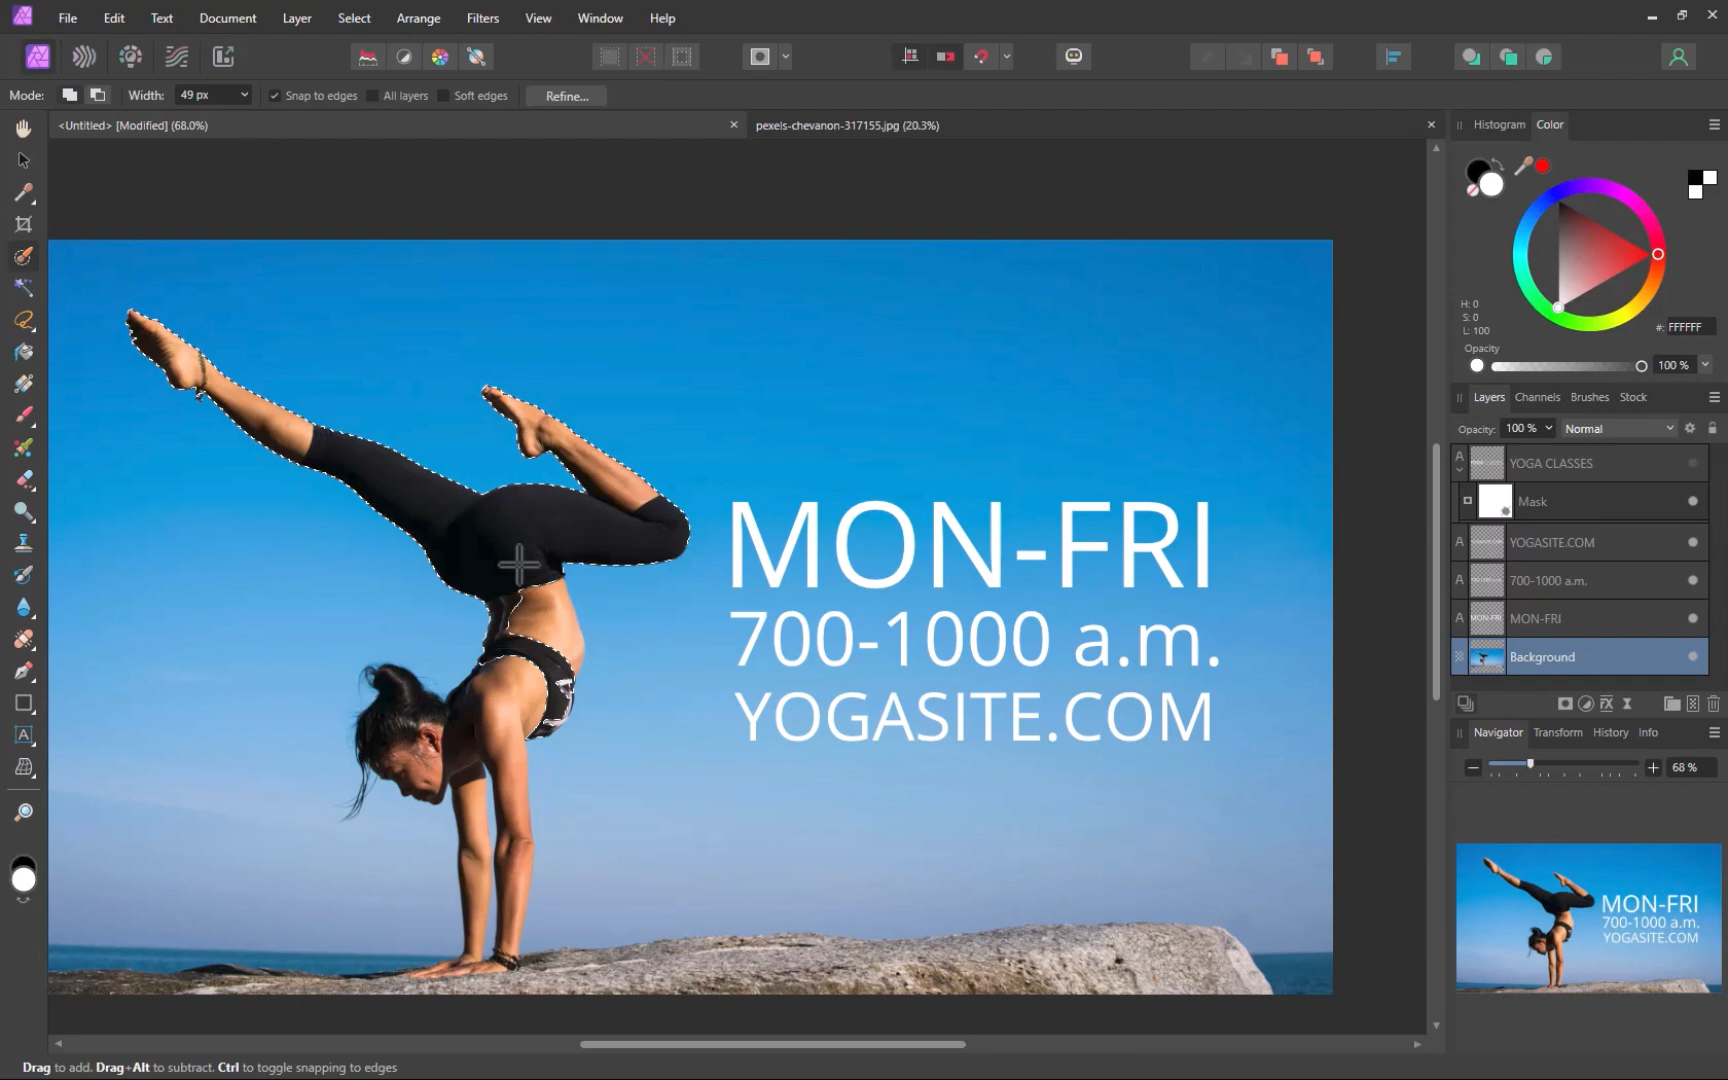 File Edit Text Document Layer Select Arrange Filters View Window Help
Mode: Width: 49 px Snap to edges All layers Soft edges Refine...
<Untitled> [Modified] (68.0%)
pexels-chevanon-317155.jpg (20.3%)
Histogram Color
H: 0
S: 0
L: 100
#: FFFFFF
Opacity
100 %
Layers Channels Brushes Stock
Opacity: 100 % Normal
A YOGA CLASSES
Mask
A YOGASITE.COM
A 700-1000 a.m.
A MON-FRI
Background
fx
Navigator Transform History Info
68 %
MON-FRI
700-1000 a.m.
YOGASITE.COM
MON-FRI
700-1000 a.m.
YOGASITE.COM
Drag to add. Drag+Alt to subtract. Ctrl to toggle snapping to edges